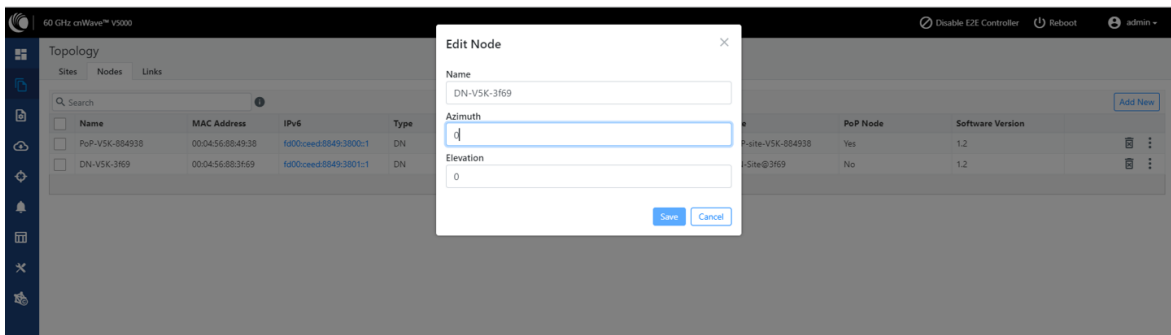 60 GHz cnWave™ V5000
Disable E2E Controller
Reboot
admin
Topology
Sites Nodes Links
Search
Add New
Name MAC Address IPv6 Type e PoP Node Software Version
PoP-V5K-884938 00:04:56:88:49:38 fd00:ceed:8849:3800::1 DN P-site-V5K-884938 Yes 1.2
DN-V5K-3f69 00:04:56:88:3f:69 fd00:ceed:8849:3801::1 DN -Site@3f69 No 1.2
Edit Node
Name
DN-V5K-3f69
Azimuth
0
Elevation
0
Save Cancel